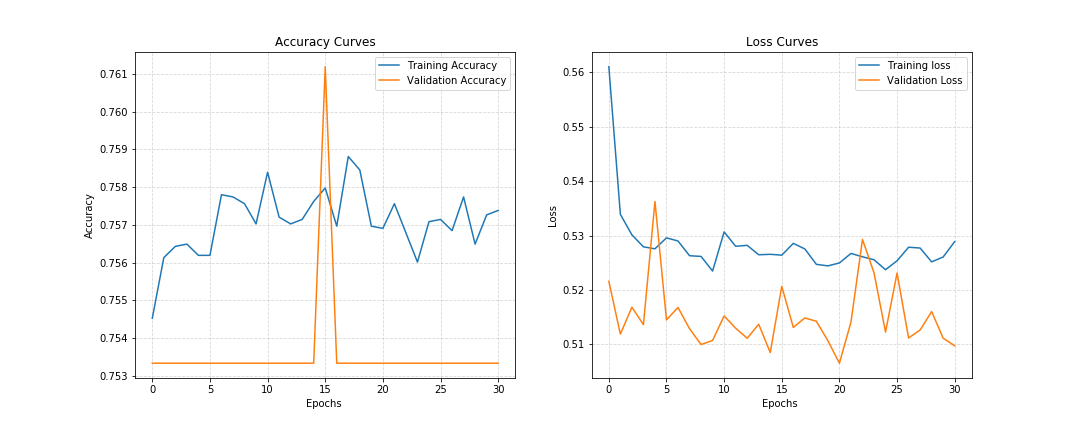 Accuracy Curves
Training Accuracy
Validation Accuracy
0.761
0.760
0.759
0.758
0.757
0.756
0.755
0.754
0.753
Accuracy
0 5 10 15 20 25 30
Epochs
Loss Curves
Training loss
Validation Loss
0.56
0.55
0.54
0.53
0.52
0.51
Loss
0 5 10 15 20 25 30
Epochs